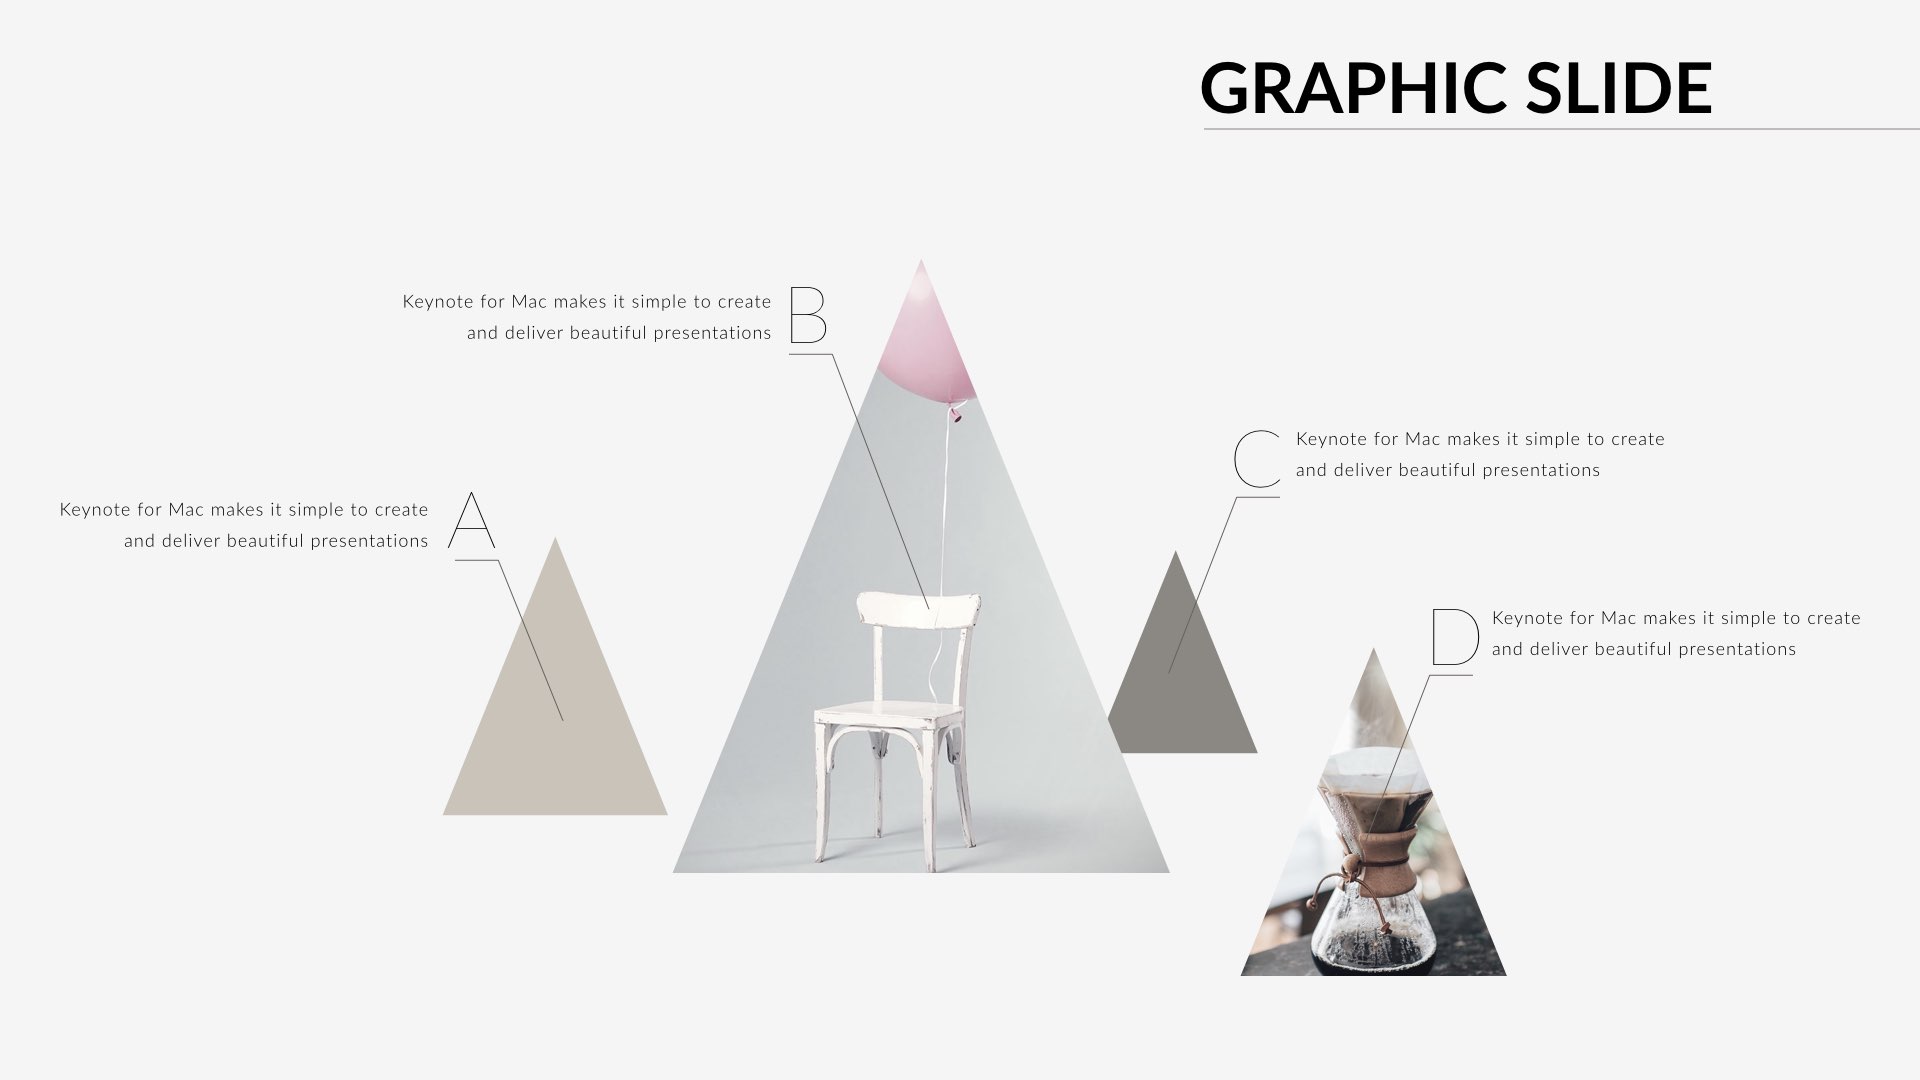 GRAPHIC SLIDE
Keynote for Mac makes it simple to create
and deliver beautiful presentations
B
Keynote for Mac makes it simple to create
and deliver beautiful presentations
A
C
Keynote for Mac makes it simple to create
and deliver beautiful presentations
D
Keynote for Mac makes it simple to create
and deliver beautiful presentations